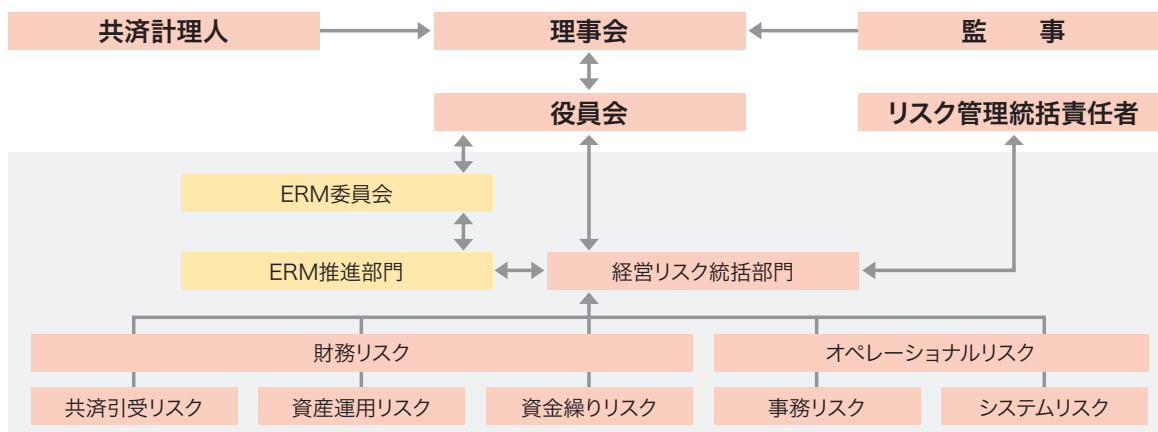 共済計理人
理事会
監　事
役員会
リスク管理統括責任者
ERM委員会
ERM推進部門
経営リスク統括部門
財務リスク
オペレーショナルリスク
共済引受リスク
資産運用リスク
資金繰りリスク
事務リスク
システムリスク